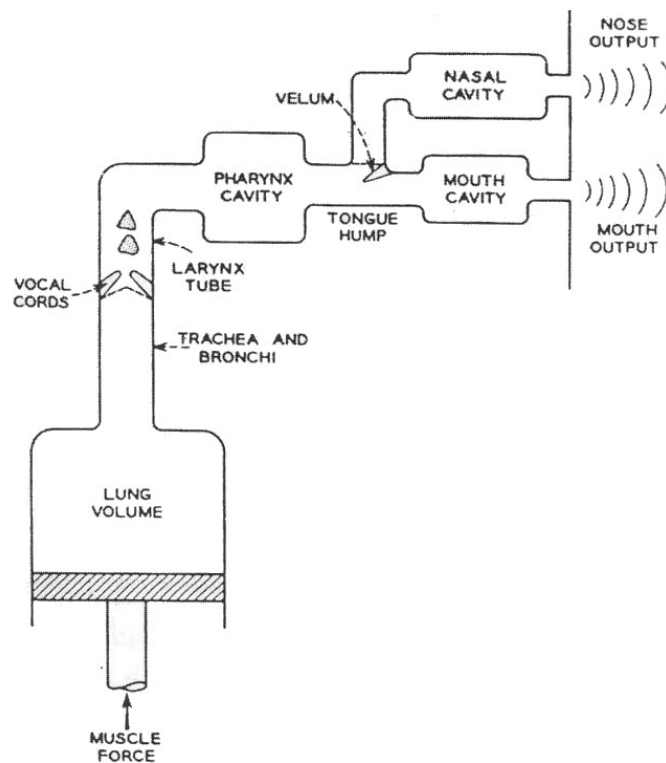 NOSE
OUTPUT
NASAL
CAVITY
VELUM
PHARYNX
CAVITY
MOUTH
CAVITY
TONGUE
HUMP
MOUTH
OUTPUT
LARYNX
TUBE
VOCAL
CORDS
TRACHEA AND
BRONCHI
LUNG
VOLUME
MUSCLE
FORCE